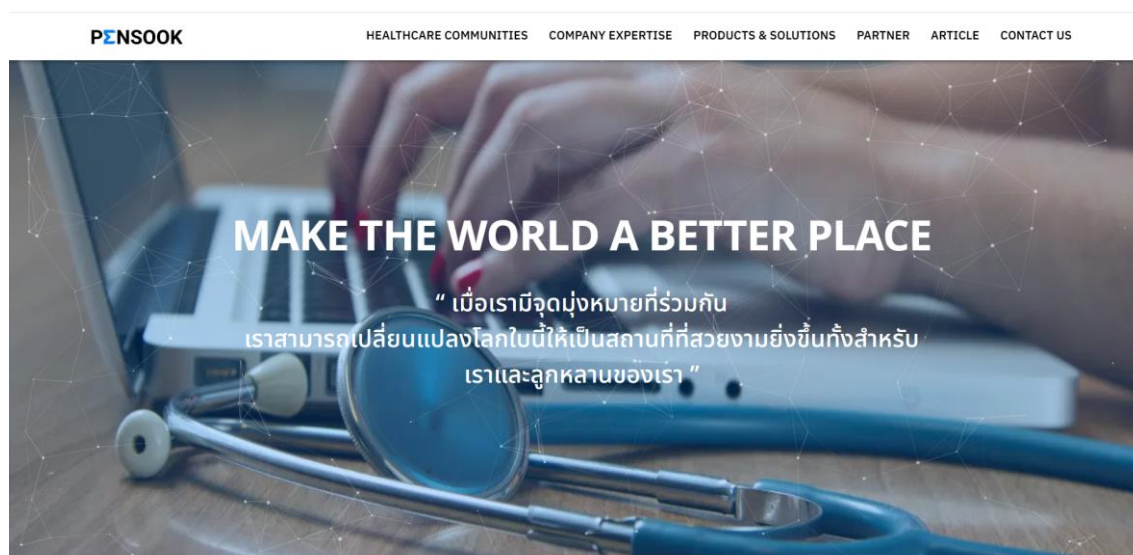 PΣNSOOK
HEALTHCARE COMMUNITIES COMPANY EXPERTISE PRODUCTS & SOLUTIONS PARTNER ARTICLE CONTACT US
MAKE THE WORLD A BETTER PLACE
“ เมื่อเรามีจุดมุ่งหมายที่ร่วมกัน
เราสามารถเปลี่ยนแปลงโลกใบนี้ให้เป็นสถานที่ที่สวยงามยิ่งขึ้นทั้งสำหรับ
เราและลูกหลานของเรา ”